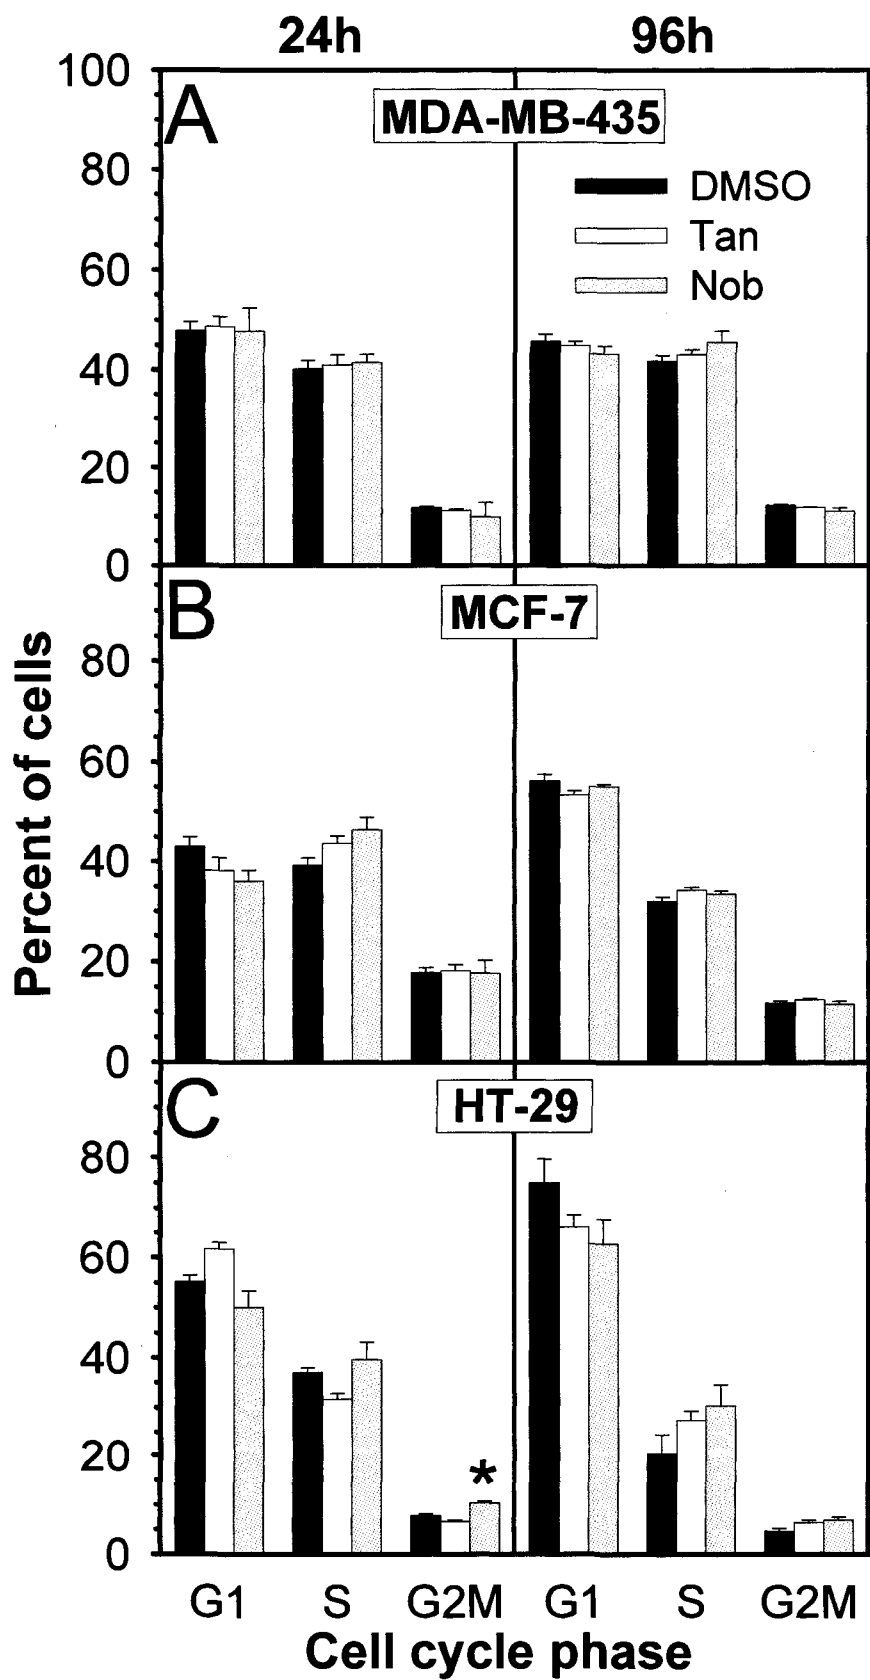 24h 96h
100
A MDA-MB-435
80
DMSO
Tan
60
Nob
40
20
0
B MCF-7
80
60
40
20
0
C HT-29
80
60
40
20
*
0
G1 S G2M G1 S G2M
Cell cycle phase
Percent of cells